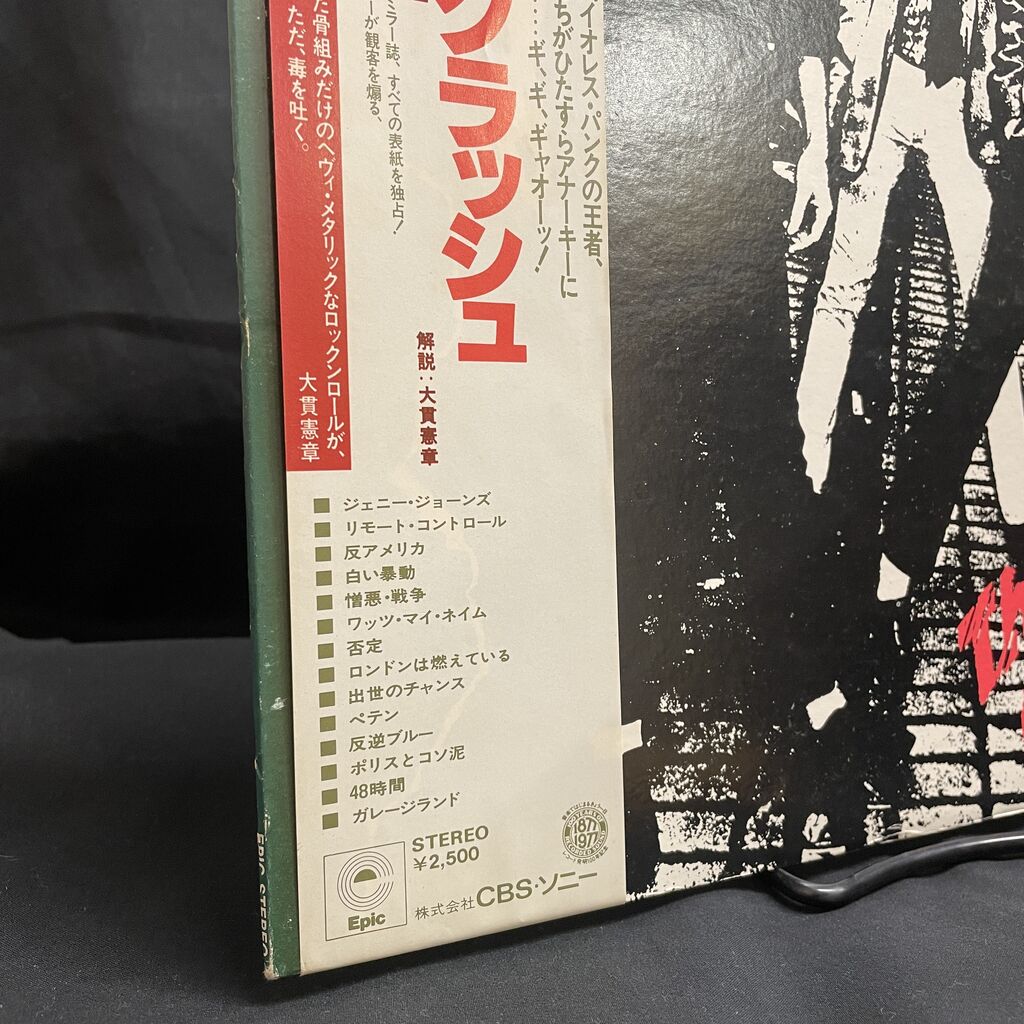 イオレス・パンクの王者、
ちがひたすらアナーキーに
‥‥ギ、ギ、ギャオーッ！
クラッシュ
解説：大貫憲章
ミラー誌、すべての表紙を独占！
ーが観客を煽る、
た骨組みだけのヘヴィ・メタリックなロックンロールが、
ただ、毒を吐く。
大貫憲章
■ ジェニー・ジョーンズ
■ リモート・コントロール
■ 反アメリカ
■ 白い暴動
■ 憎悪・戦争
■ ワッツ・マイ・ネイム
■ 否定
■ ロンドンは燃えている
■ 出世のチャンス
■ ペテン
■ 反逆ブルー
■ ポリスとコソ泥
■ 48時間
■ ガレージランド
Epic
STEREO
¥2,500
株式会社CBS・ソニー
1877
1977
RECORDED SOUND
EPIC STEREO